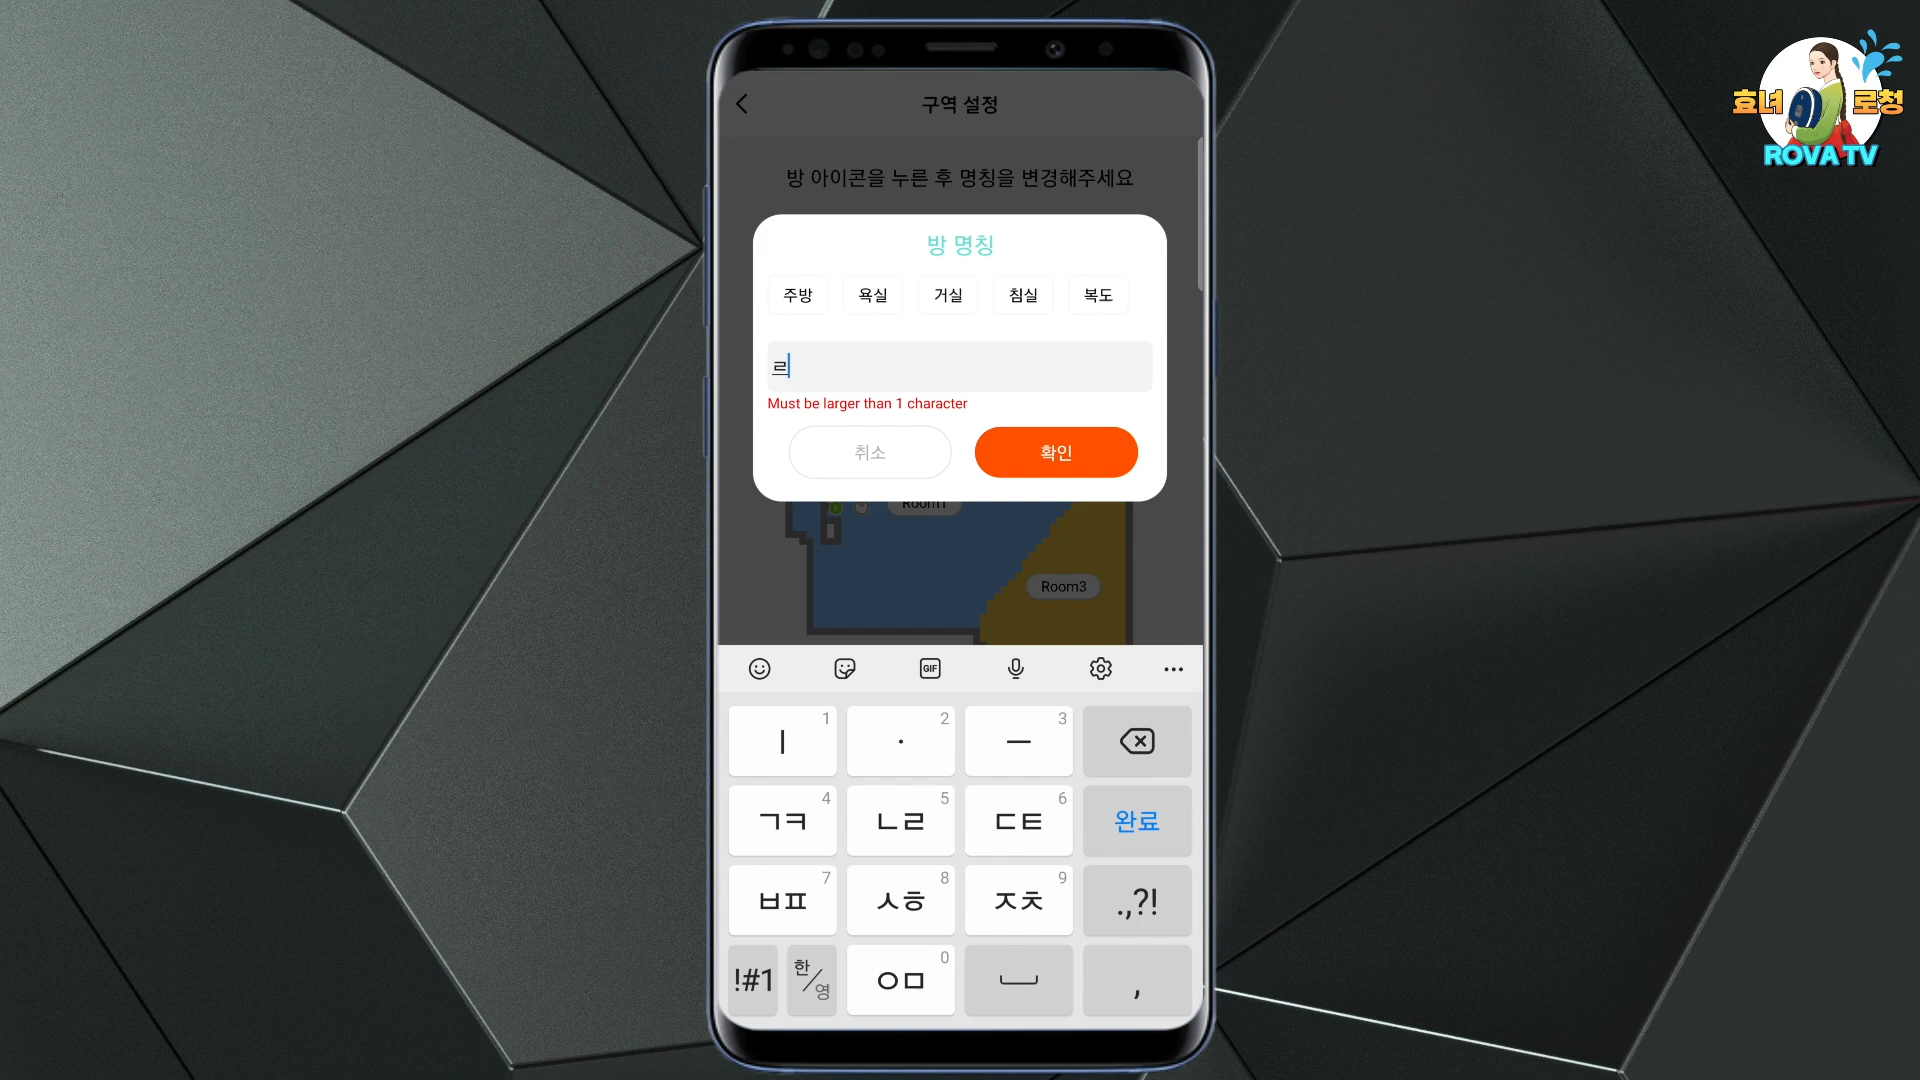 구역 설정
방 아이콘을 누른 후 명칭을 변경해주세요
방 명칭
주방 욕실 거실 침실 복도
르
Must be larger than 1 character
취소 확인
Room1
Room3
GIF
ㅣ 1 · 2 ㅡ 3
ㄱㅋ 4 ㄴㄹ 5 ㄷㅌ 6 완료
ㅂㅍ 7 ㅅㅎ 8 ㅈㅊ 9 .,?!
!#1 한/영 ㅇㅁ 0 ,
효녀 로청
ROVA TV